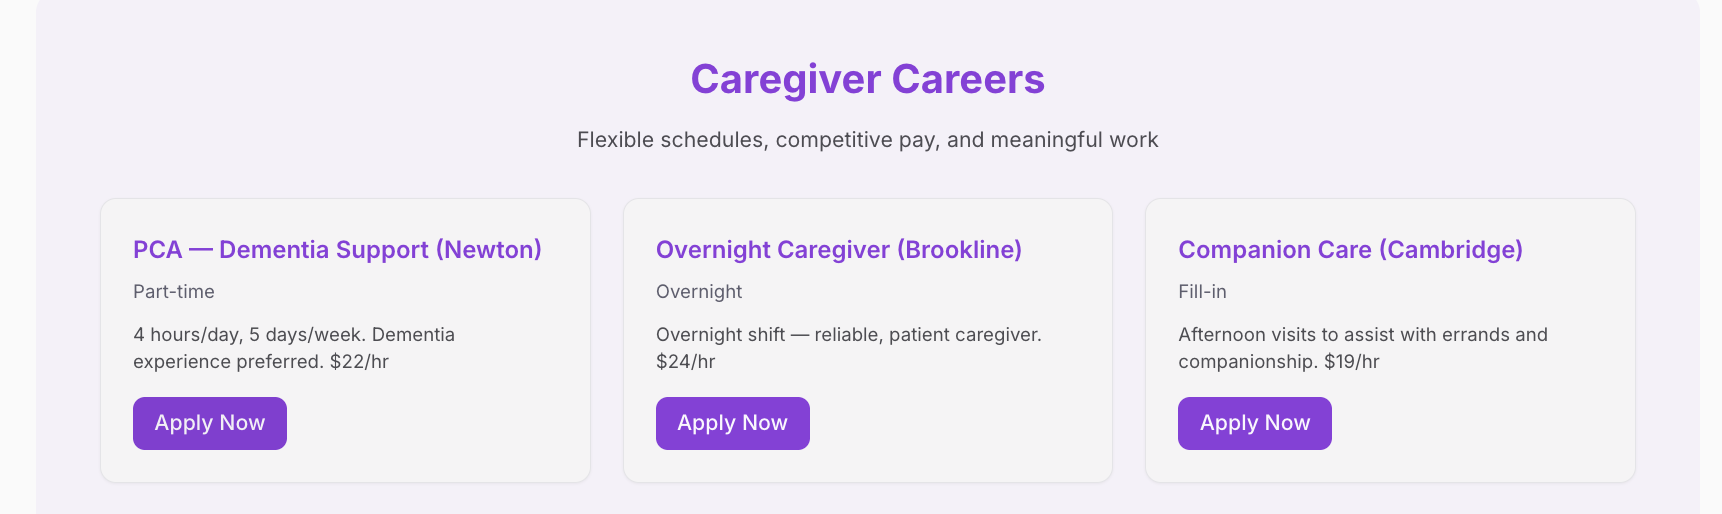 Caregiver Careers
Flexible schedules, competitive pay, and meaningful work
PCA — Dementia Support (Newton)
Part-time
4 hours/day, 5 days/week. Dementia
experience preferred. $22/hr
Apply Now
Overnight Caregiver (Brookline)
Overnight
Overnight shift — reliable, patient caregiver.
$24/hr
Apply Now
Companion Care (Cambridge)
Fill-in
Afternoon visits to assist with errands and
companionship. $19/hr
Apply Now